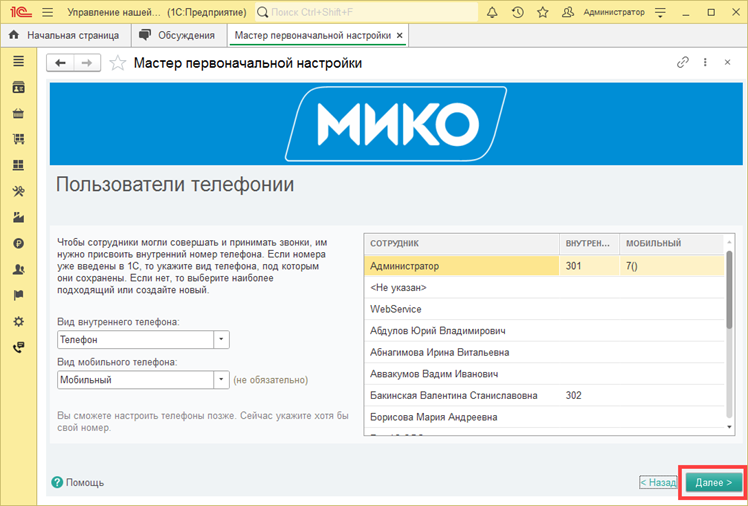 Управление нашей... (1С:Предприятие) Поиск Ctrl+Shift+F Администратор
Начальная страница Обсуждения Мастер первоначальной настройки ×
Мастер первоначальной настройки
МИКО
Пользователи телефонии
Чтобы сотрудники могли совершать и принимать звонки, им
нужно присвоить внутренний номер телефона. Если номера
уже введены в 1С, то укажите вид телефона, под которым
они сохранены. Если нет, то выберите наиболее
подходящий или создайте новый.
Вид внутреннего телефона:
Телефон
Вид мобильного телефона:
Мобильный (не обязательно)
Вы сможете настроить телефоны позже. Сейчас укажите хотя бы
свой номер.
СОТРУДНИК ВНУТРЕН... МОБИЛЬНЫЙ
Администратор 301 7()
<Не указан>
WebService
Абдулов Юрий Владимирович
Абнагимова Ирина Витальевна
Аввакумов Вадим Иванович
Бакинская Валентина Станиславовна 302
Борисова Мария Андреевна
? Помощь
< Назад Далее >